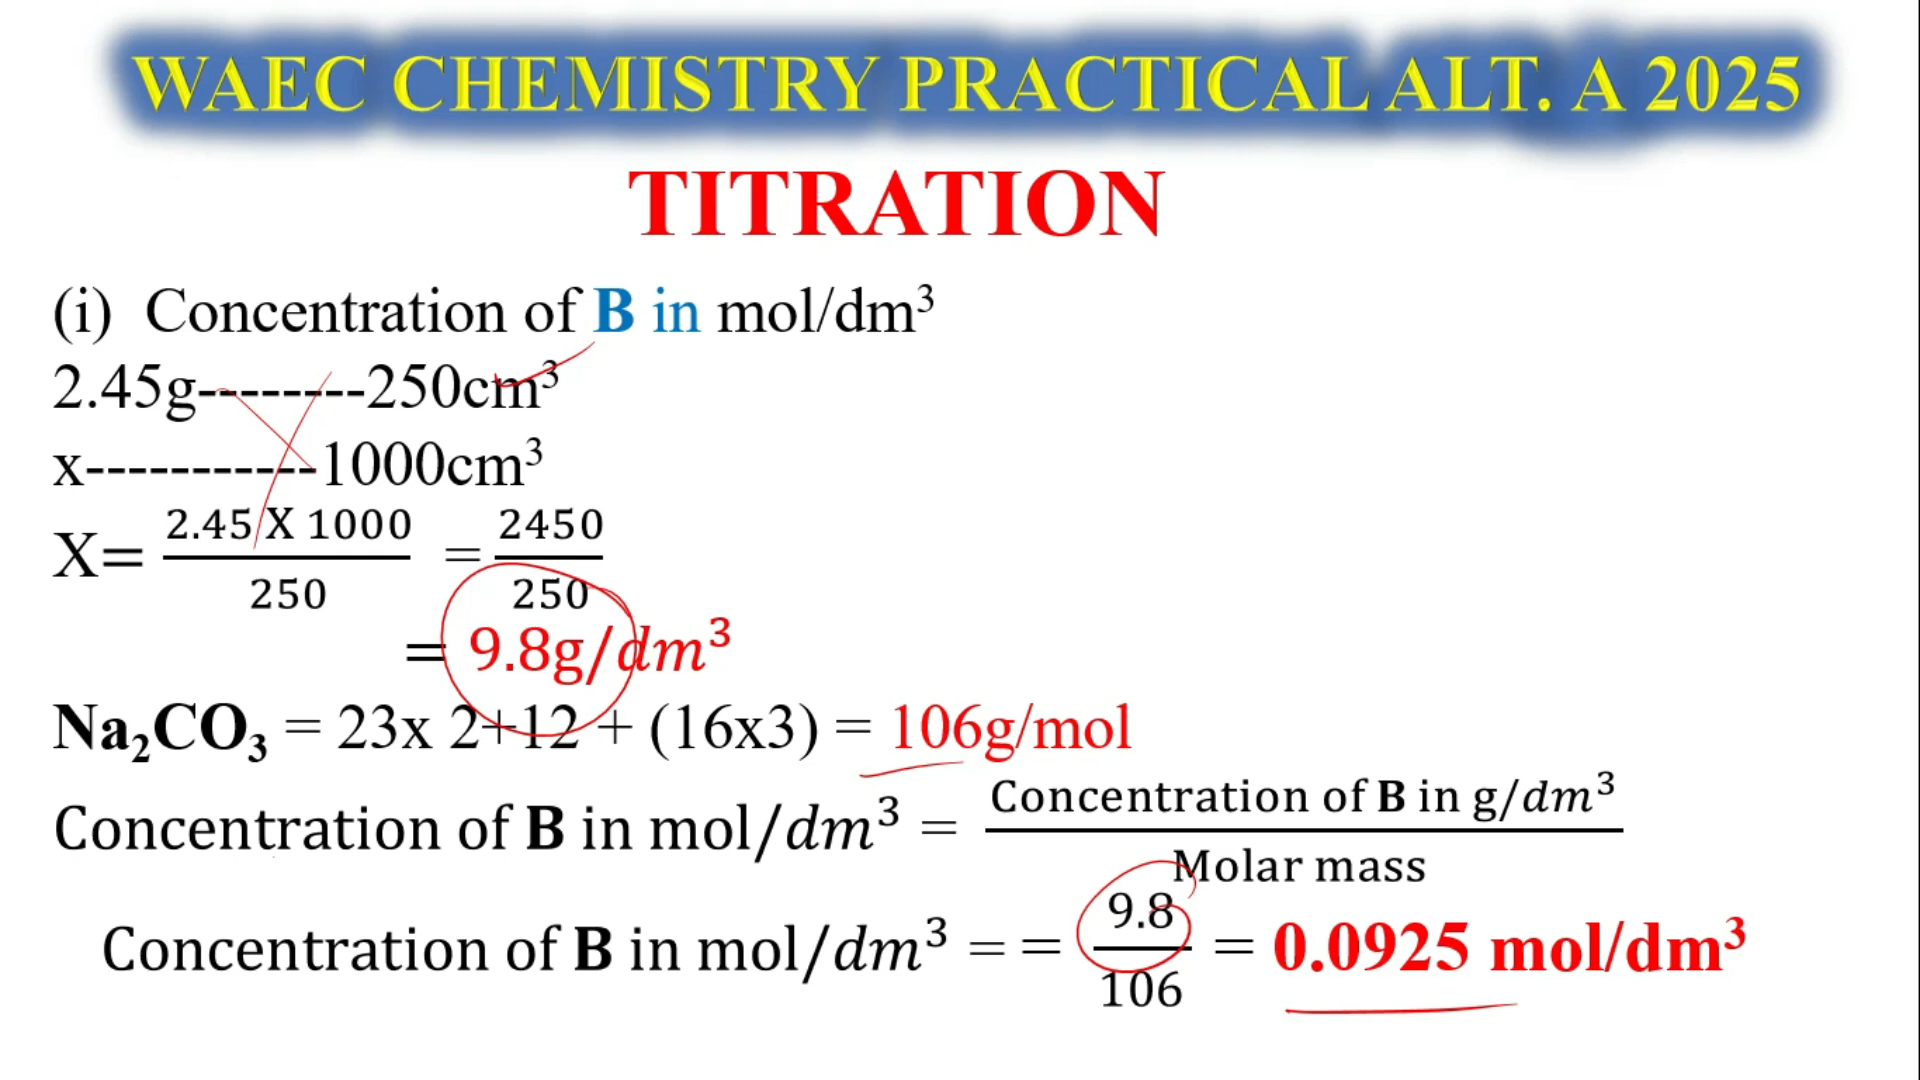 WAEC CHEMISTRY PRACTICAL ALT. A 2025
TITRATION
(i) Concentration of B in mol/dm³
2.45g--------250cm³
x-----------1000cm³
X= 2.45 X 1000 / 250 = 2450 / 250
= 9.8g/dm³
Na₂CO₃ = 23x 2+12 + (16x3) = 106g/mol
Concentration of B in mol/dm³ = Concentration of B in g/dm³ / Molar mass
Concentration of B in mol/dm³ = = 9.8 / 106 = 0.0925 mol/dm³